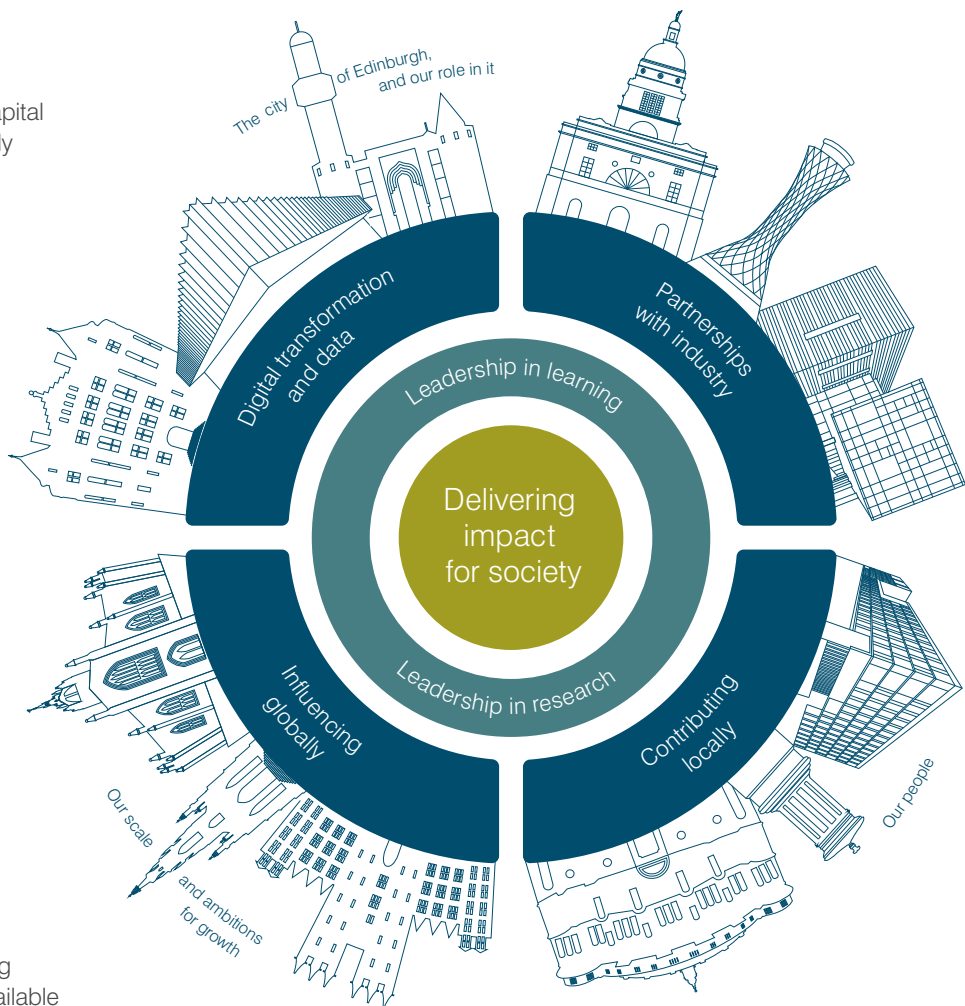 The city of Edinburgh,
and our role in it
Digital transformation
and data
Partnerships
with industry
Leadership in learning
Delivering
impact
for society
Leadership in research
Influencing
globally
Contributing
locally
Our scale
and ambitions
for growth
Our people